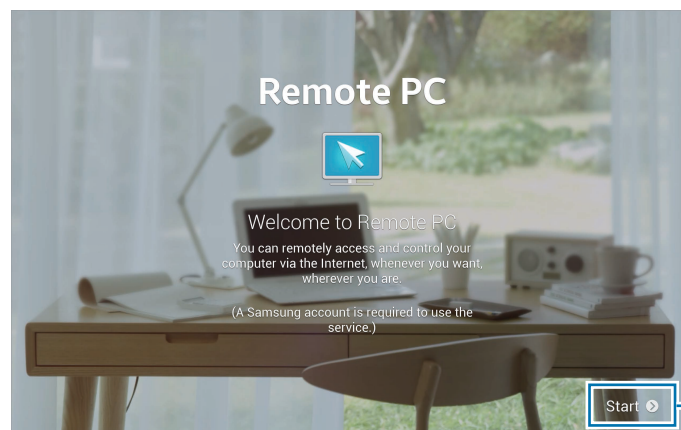 Remote PC
Welcome to Remote PC
You can remotely access and control your
computer via the Internet, whenever you want,
wherever you are.
(A Samsung account is required to use the
service.)
Start